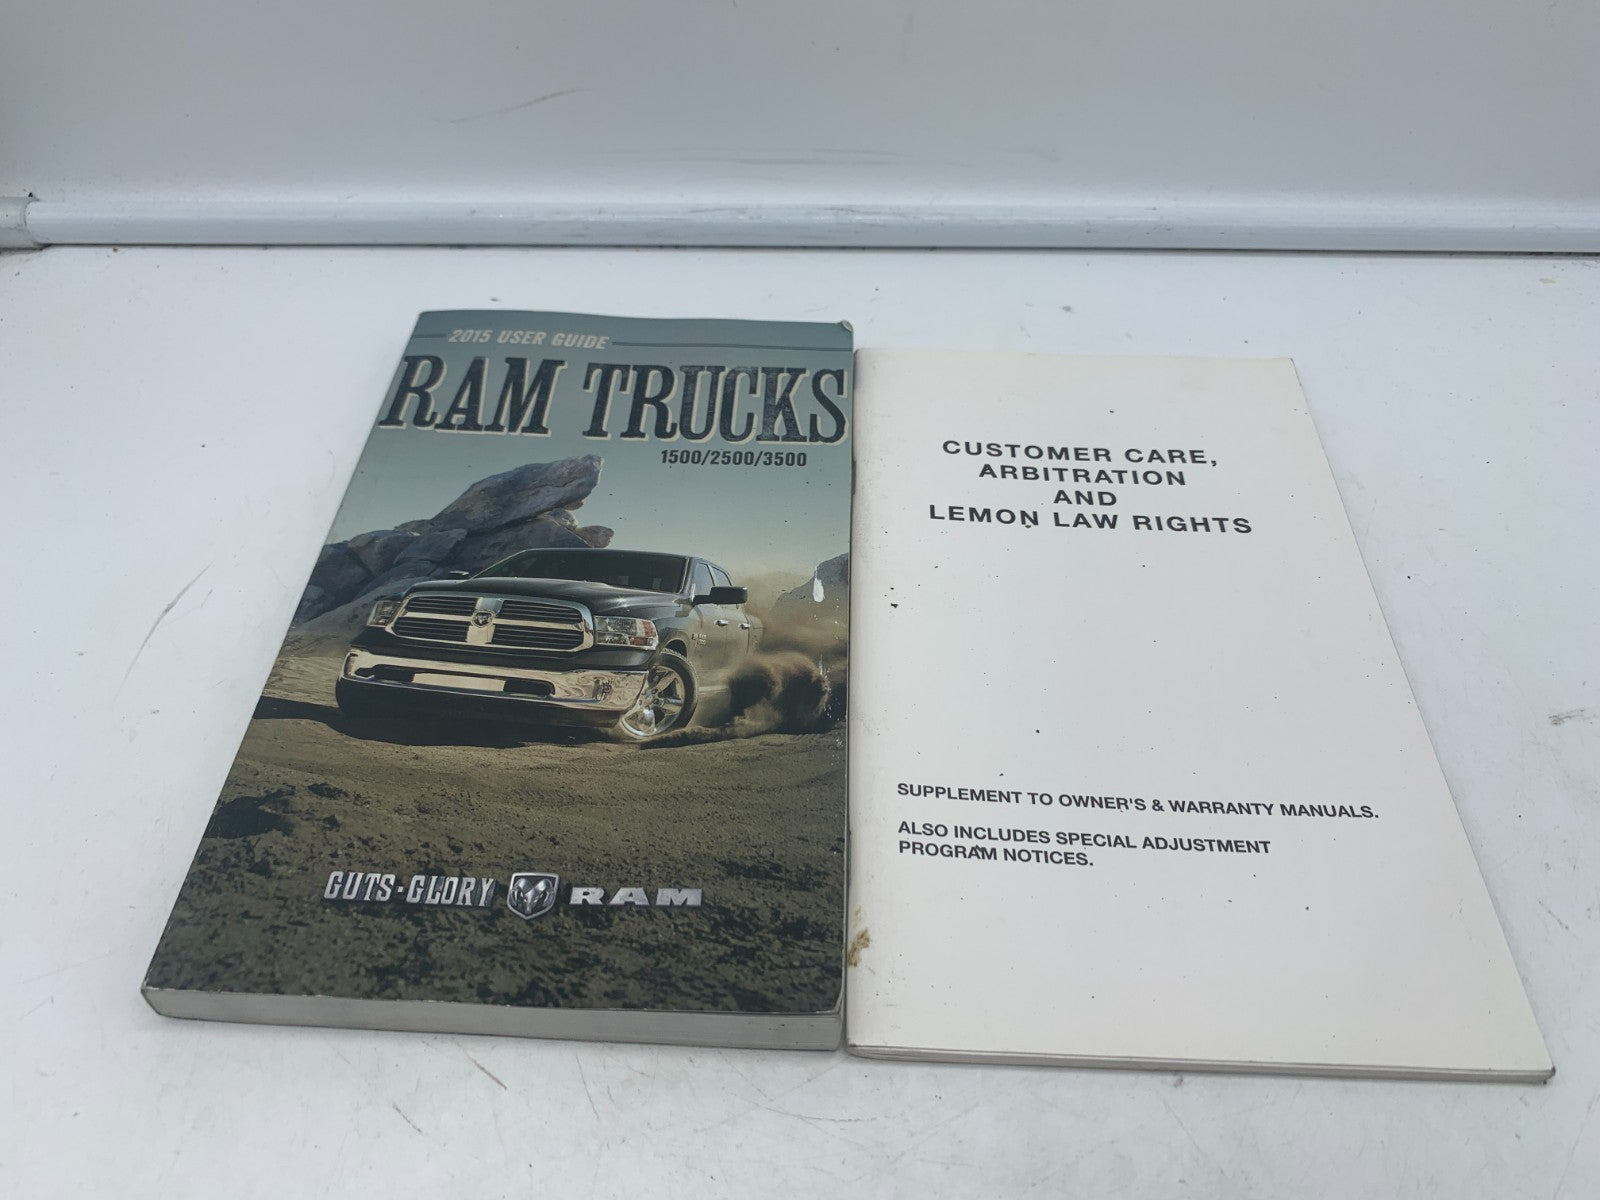 2015 USER GUIDE
RAM TRUCKS
1500/2500/3500
GUTS·GLORY RAM
CUSTOMER CARE,
ARBITRATION
AND
LEMON LAW RIGHTS
SUPPLEMENT TO OWNER'S & WARRANTY MANUALS.
ALSO INCLUDES SPECIAL ADJUSTMENT
PROGRAM NOTICES.